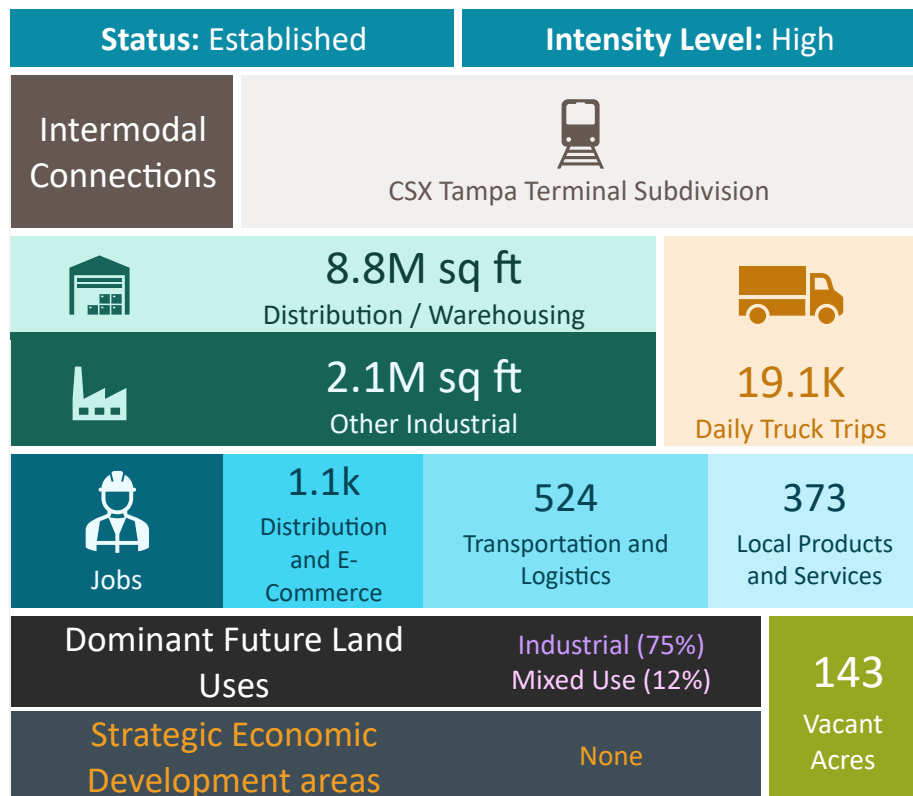 Status: Established
Intensity Level: High
Intermodal
Connections
CSX Tampa Terminal Subdivision
8.8M sq ft
Distribution / Warehousing
2.1M sq ft
Other Industrial
19.1K
Daily Truck Trips
Jobs
1.1k
Distribution
and E-
Commerce
524
Transportation and
Logistics
373
Local Products
and Services
Dominant Future Land
Uses
Industrial (75%)
Mixed Use (12%)
Strategic Economic
Development areas
None
143
Vacant
Acres